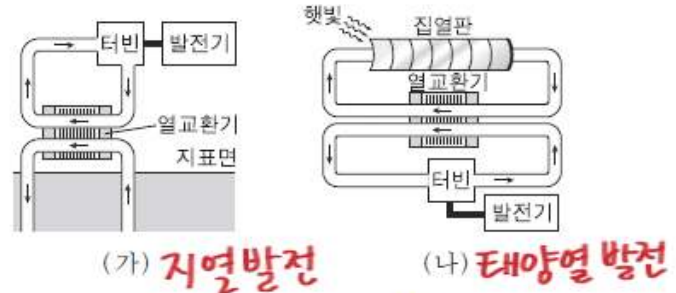 터빈
발전기
열교환기
지표면
(가) 지열발전
햇빛
집열판
열교환기
터빈
발전기
(나) 태양열 발전